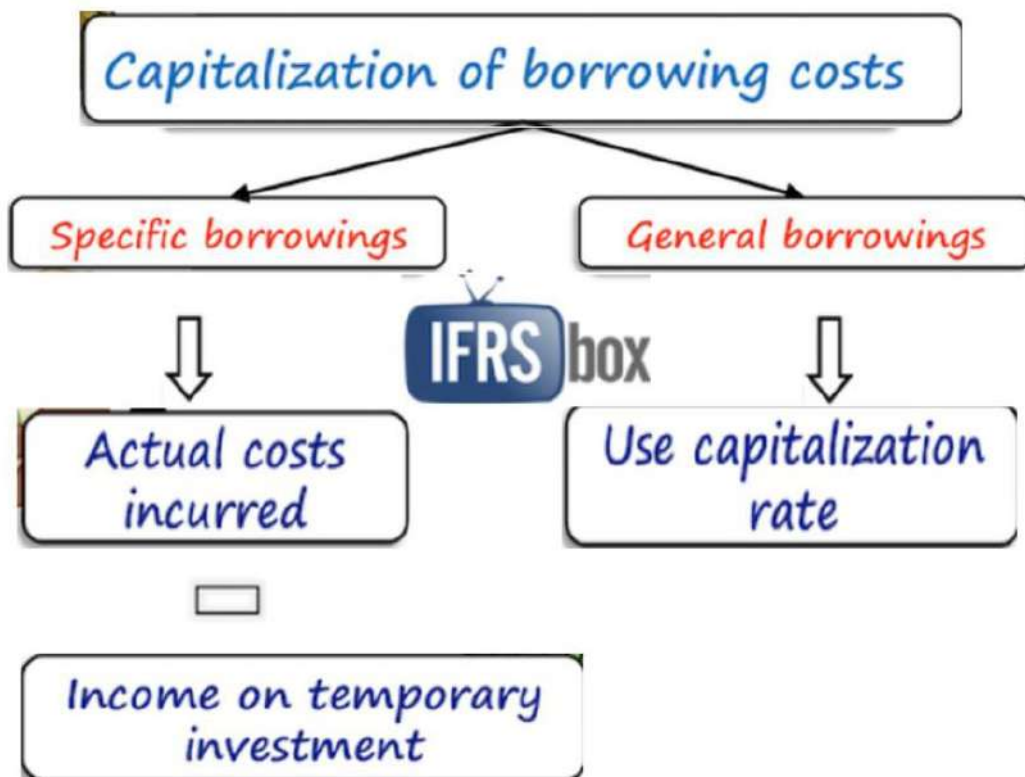 Capitalization of borrowing costs
Specific borrowings
General borrowings
IFRS box
Actual costs
incurred
Use capitalization
rate
Income on temporary
investment